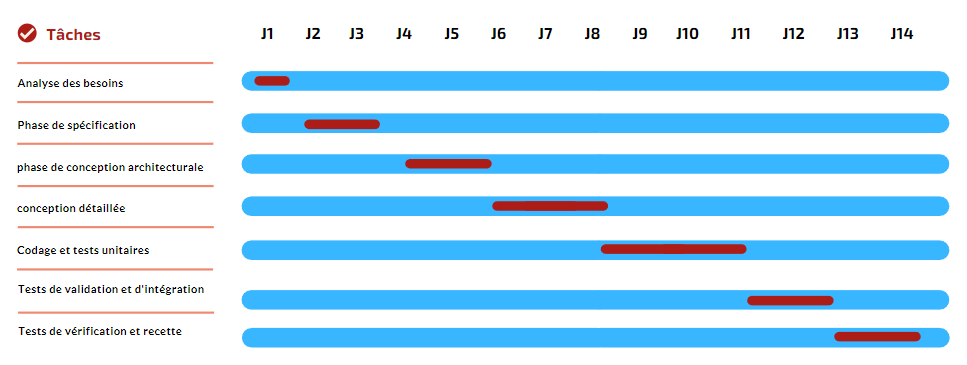 Tâches J1 J2 J3 J4 J5 J6 J7 J8 J9 J10 J11 J12 J13 J14
Analyse des besoins
Phase de spécification
phase de conception architecturale
conception détaillée
Codage et tests unitaires
Tests de validation et d'intégration
Tests de vérification et recette